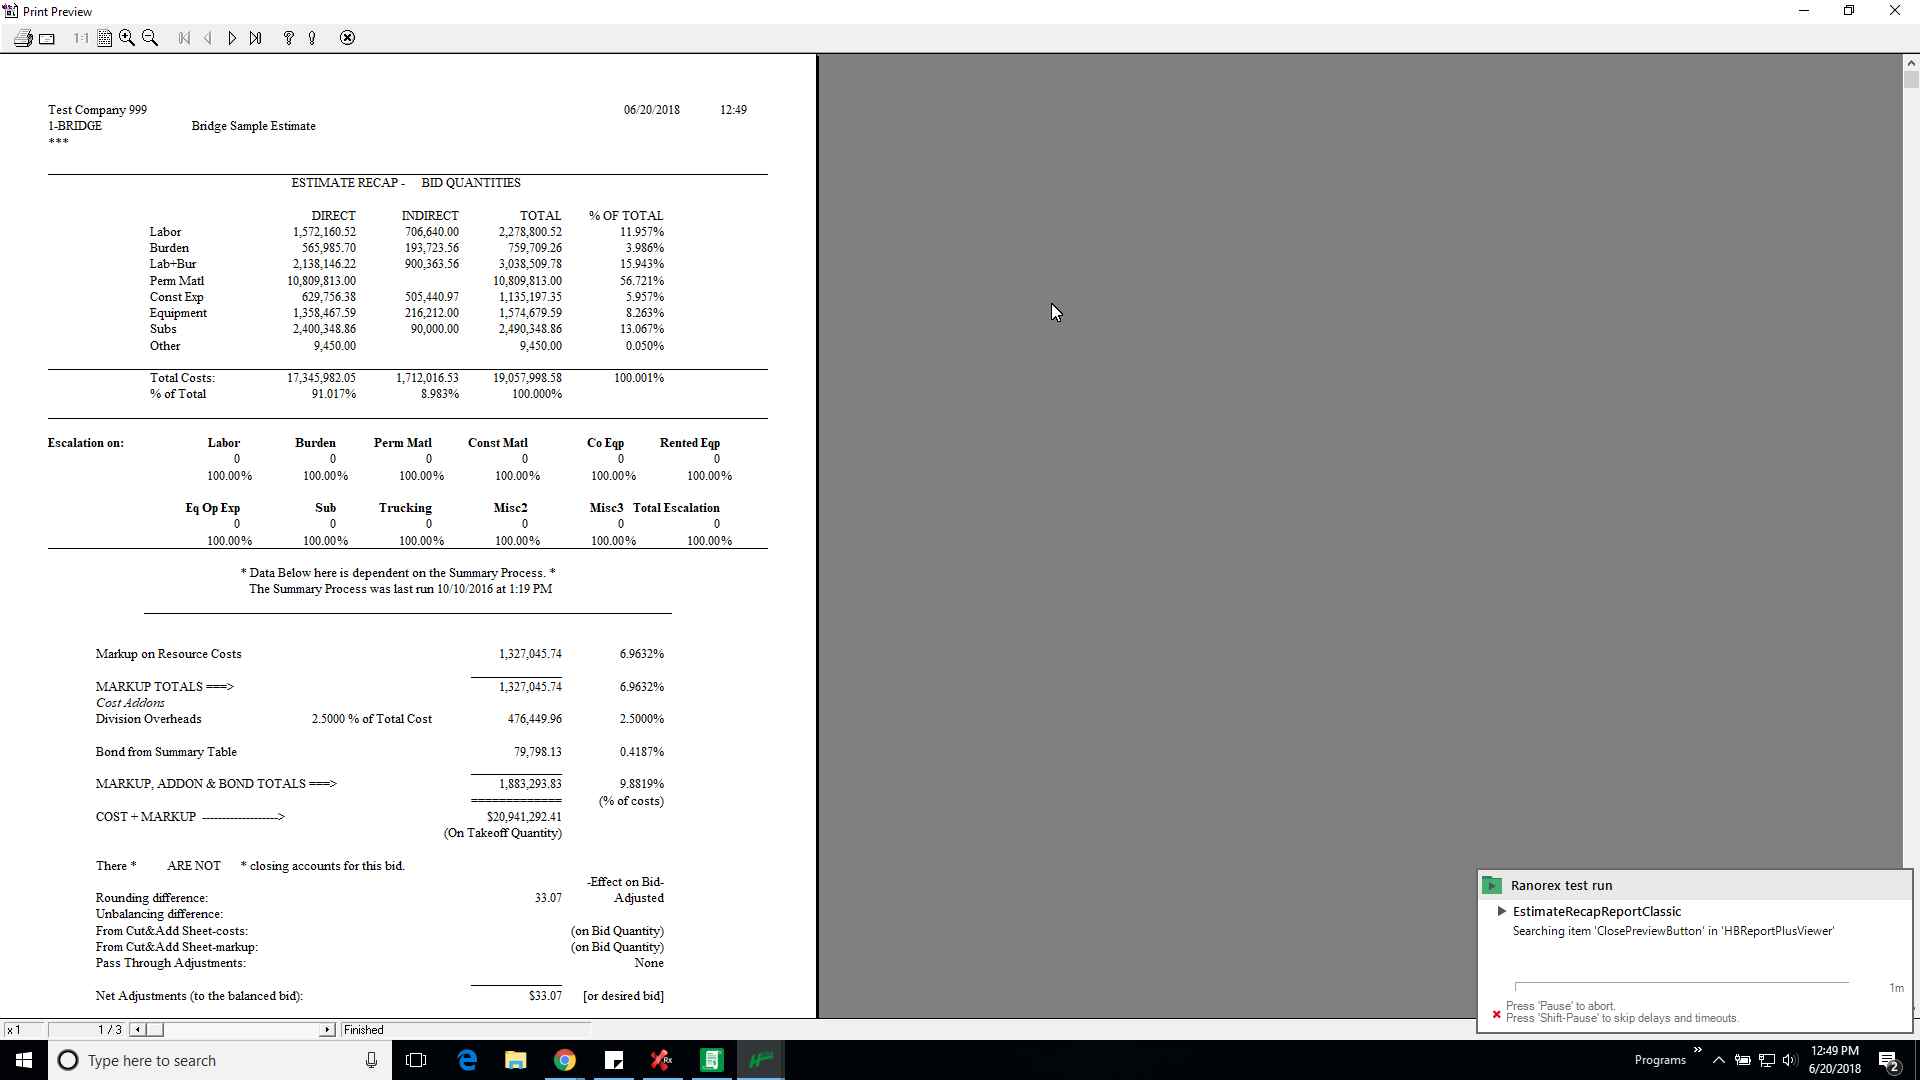 Print Preview
1:1
Test Company 999 06/20/2018 12:49
1-BRIDGE Bridge Sample Estimate
***
ESTIMATE RECAP - BID QUANTITIES
DIRECT INDIRECT TOTAL % OF TOTAL
Labor 1,572,160.52 706,640.00 2,278,800.52 11.957%
Burden 565,985.70 193,723.56 759,709.26 3.986%
Lab+Bur 2,138,146.22 900,363.56 3,038,509.78 15.943%
Perm Matl 10,809,813.00 10,809,813.00 56.721%
Const Exp 629,756.38 505,440.97 1,135,197.35 5.957%
Equipment 1,358,467.59 216,212.00 1,574,679.59 8.263%
Subs 2,400,348.86 90,000.00 2,490,348.86 13.067%
Other 9,450.00 9,450.00 0.050%
Total Costs: 17,345,982.05 1,712,016.53 19,057,998.58 100.001%
% of Total 91.017% 8.983% 100.000%
Escalation on: Labor Burden Perm Matl Const Matl Co Eqp Rented Eqp
0 0 0 0 0 0
100.00% 100.00% 100.00% 100.00% 100.00% 100.00%
Eq Op Exp Sub Trucking Misc2 Misc3 Total Escalation
0 0 0 0 0 0
100.00% 100.00% 100.00% 100.00% 100.00% 100.00%
* Data Below here is dependent on the Summary Process. *
The Summary Process was last run 10/10/2016 at 1:19 PM
Markup on Resource Costs 1,327,045.74 6.9632%
MARKUP TOTALS ===> 1,327,045.74 6.9632%
Cost Addons
Division Overheads 2.5000 % of Total Cost 476,449.96 2.5000%
Bond from Summary Table 79,798.13 0.4187%
MARKUP, ADDON & BOND TOTALS ===> 1,883,293.83 9.8819%
============= (% of costs)
COST + MARKUP -------------------> $20,941,292.41
(On Takeoff Quantity)
There * ARE NOT * closing accounts for this bid.
-Effect on Bid-
Rounding difference: 33.07 Adjusted
Unbalancing difference:
From Cut&Add Sheet-costs: (on Bid Quantity)
From Cut&Add Sheet-markup: (on Bid Quantity)
Pass Through Adjustments: None
Net Adjustments (to the balanced bid): $33.07 [or desired bid]
Ranorex test run
EstimateRecapReportClassic
Searching item 'ClosePreviewButton' in 'HBReportPlusViewer'
1m
Press 'Pause' to abort.
Press 'Shift-Pause' to skip delays and timeouts.
x1 1 / 3 Finished
Type here to search
Rx
Programs
12:49 PM
6/20/2018
2